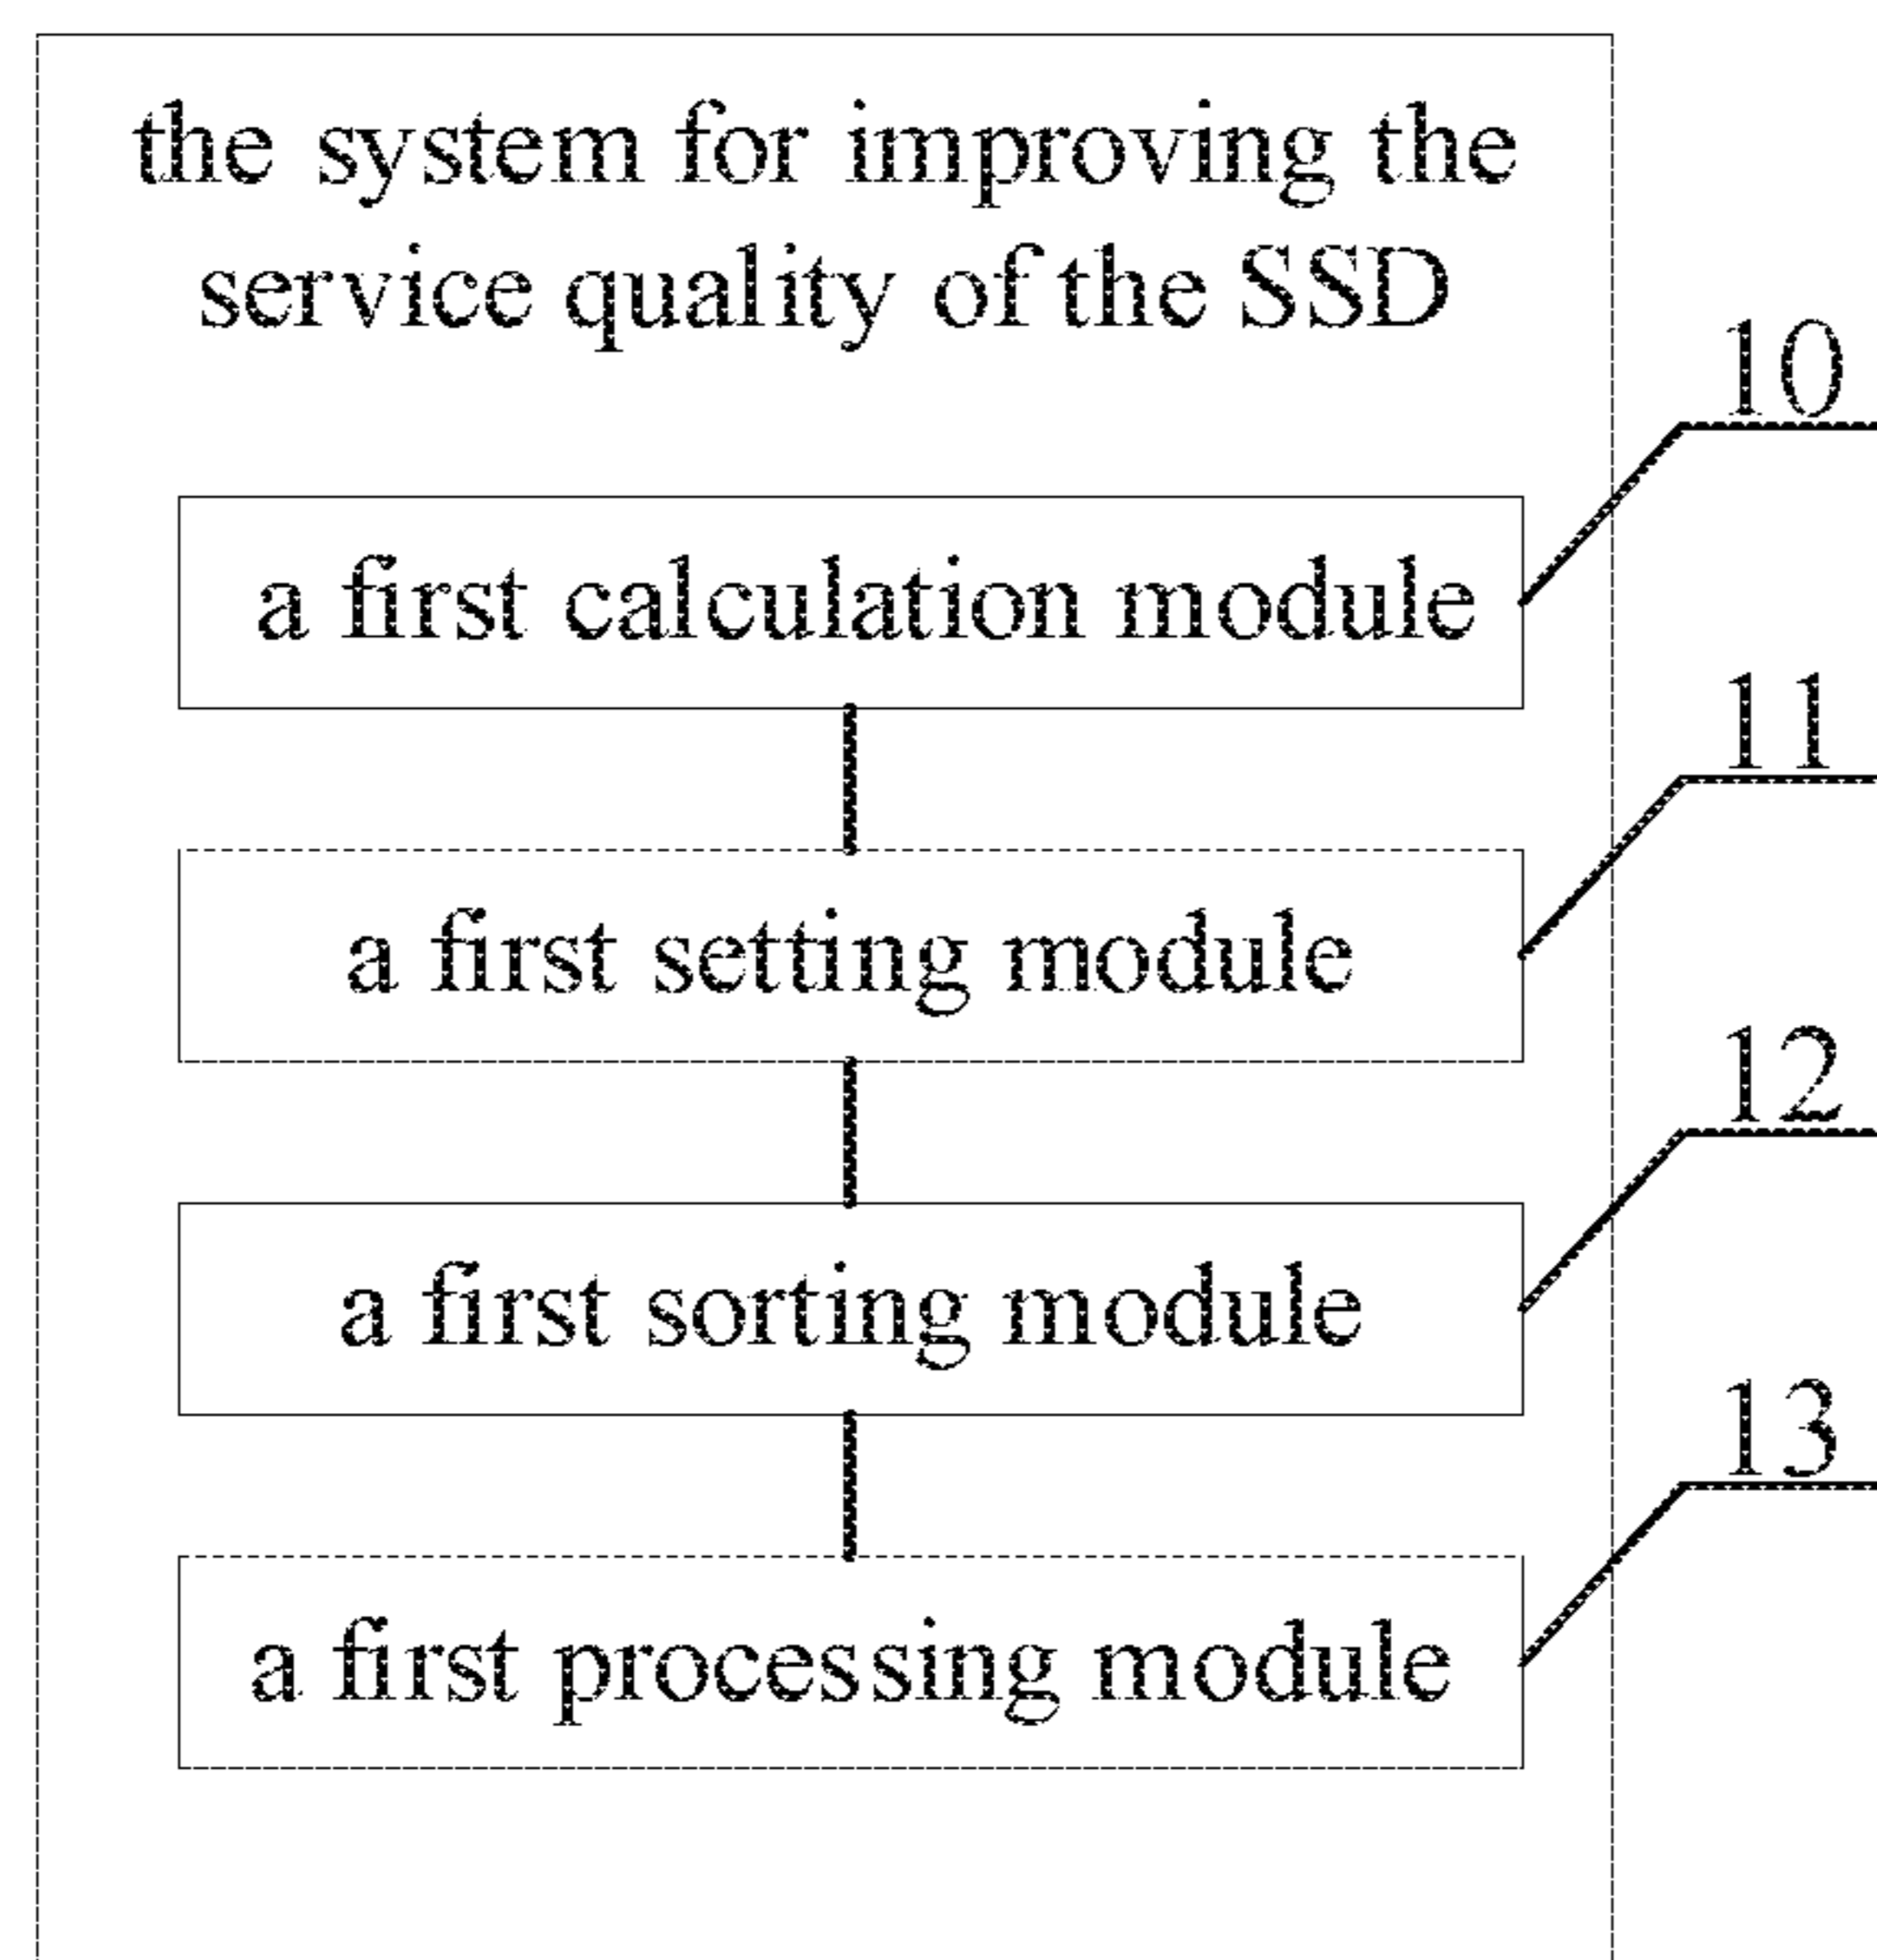 the system for improving the
service quality of the SSD
10
a first calculation module
11
a first setting module
12
a first sorting module
13
a first processing module